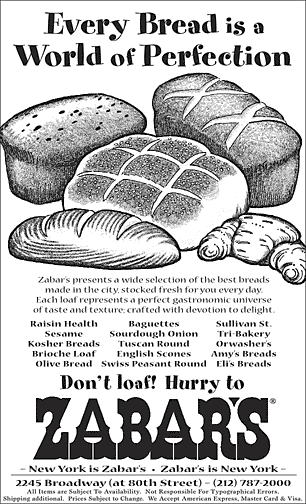 Every Bread is a
World of Perfection
Zabar's presents a wide selection of the best breads
made in the city, stocked fresh for you every day.
Each loaf represents a perfect gastronomic universe
of taste and texture; crafted with devotion to delight.
Raisin Health Baguettes Sullivan St.
Sesame Sourdough Onion Tri-Bakery
Kosher Breads Tuscan Round Orwasher's
Brioche Loaf English Scones Amy's Breads
Olive Bread Swiss Peasant Round Eli's Breads
Don't loaf! Hurry to
ZABAR'S®
– New York is Zabar's • Zabar's is New York –
2245 Broadway (at 80th Street) – (212) 787-2000
All Items are Subject To Availability. Not Responsible For Typographical Errors.
Shipping additional. Prices Subject to Change. We Accept American Express, Master Card & Visa.